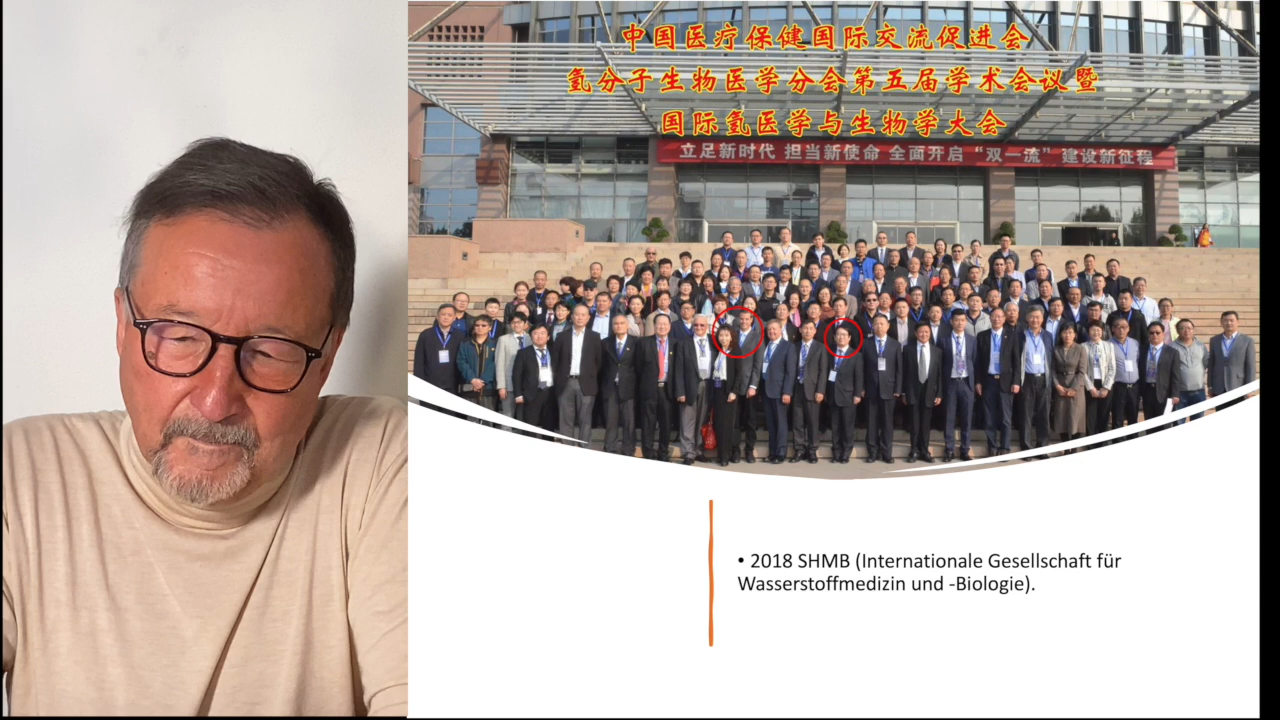 中国医疗保健国际交流促进会
氢分子生物医学分会第五届学术会议暨
国际氢医学与生物学大会
立足新时代 担当新使命 全面开启 “双一流” 建设新征程
• 2018 SHMB (Internationale Gesellschaft für
Wasserstoffmedizin und -Biologie).